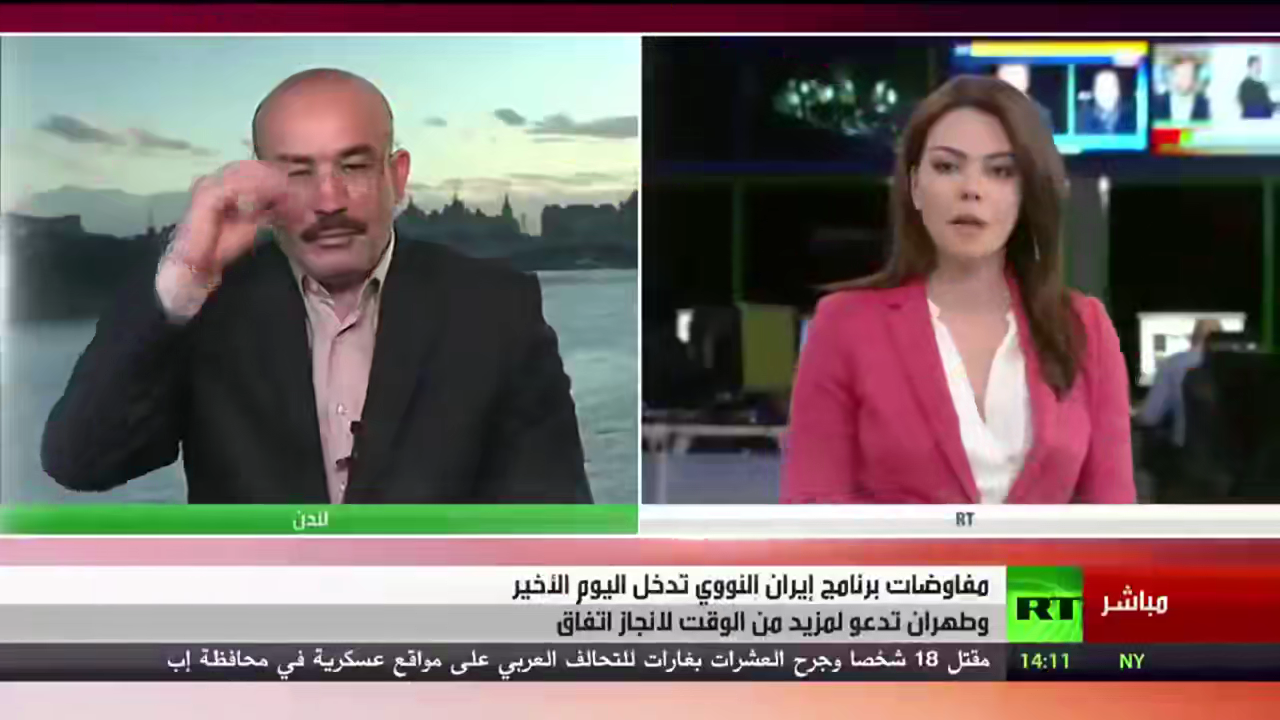 لندن
RT
مفاوضات برنامج إيران النووي تدخل اليوم الأخير
وطهران تدعو لمزيد من الوقت لانجاز اتفاق
RT
مباشر
مقتل 18 شخصا وجرح العشرات بغارات للتحالف العربي على مواقع عسكرية في محافظة إب
14:11
NY